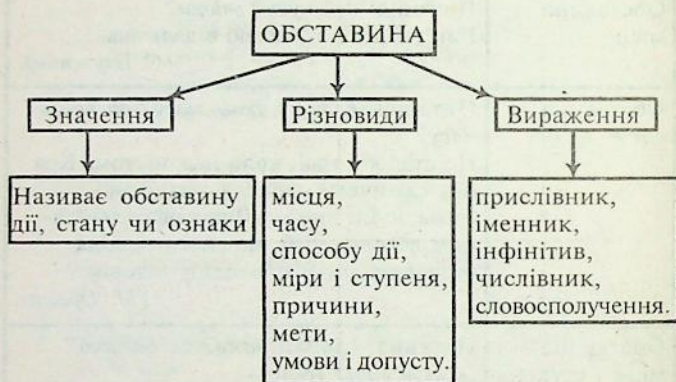 ОБСТАВИНА
Значення
Різновиди
Вираження
Називає обставину
дії, стану чи ознаки
місця,
часу,
способу дії,
міри і ступеня,
причини,
мети,
умови і допусту.
прислівник,
іменник,
інфінітив,
числівник,
словосполучення.